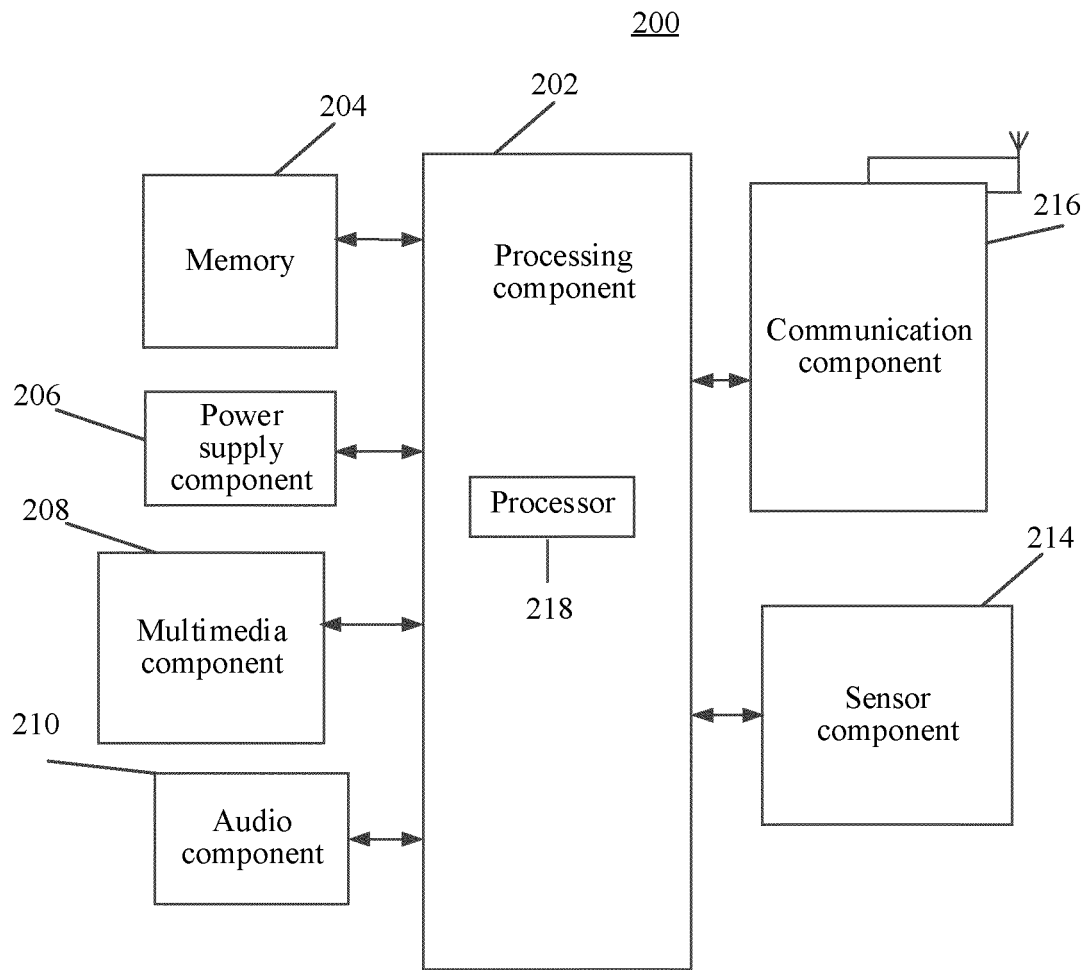 200
202
204
Memory
Processing
component
216
Communication
component
206
Power
supply
component
Processor
218
208
Multimedia
component
214
Sensor
component
210
Audio
component